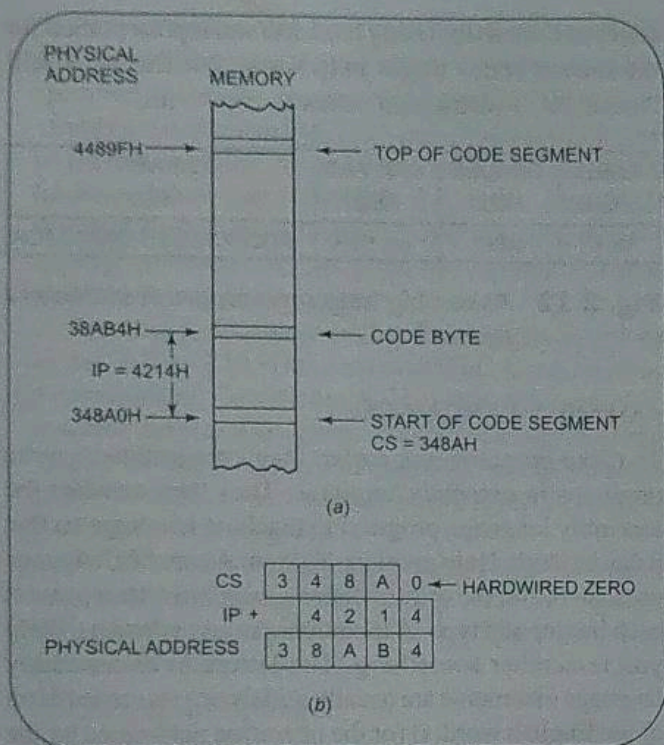 PHYSICAL
ADDRESS
MEMORY
4489FH
TOP OF CODE SEGMENT
38AB4H
CODE BYTE
IP = 4214H
348A0H
START OF CODE SEGMENT
CS = 348AH
(a)
CS 3 4 8 A 0 HARDWIRED ZERO
IP + 4 2 1 4
PHYSICAL ADDRESS 3 8 A B 4
(b)